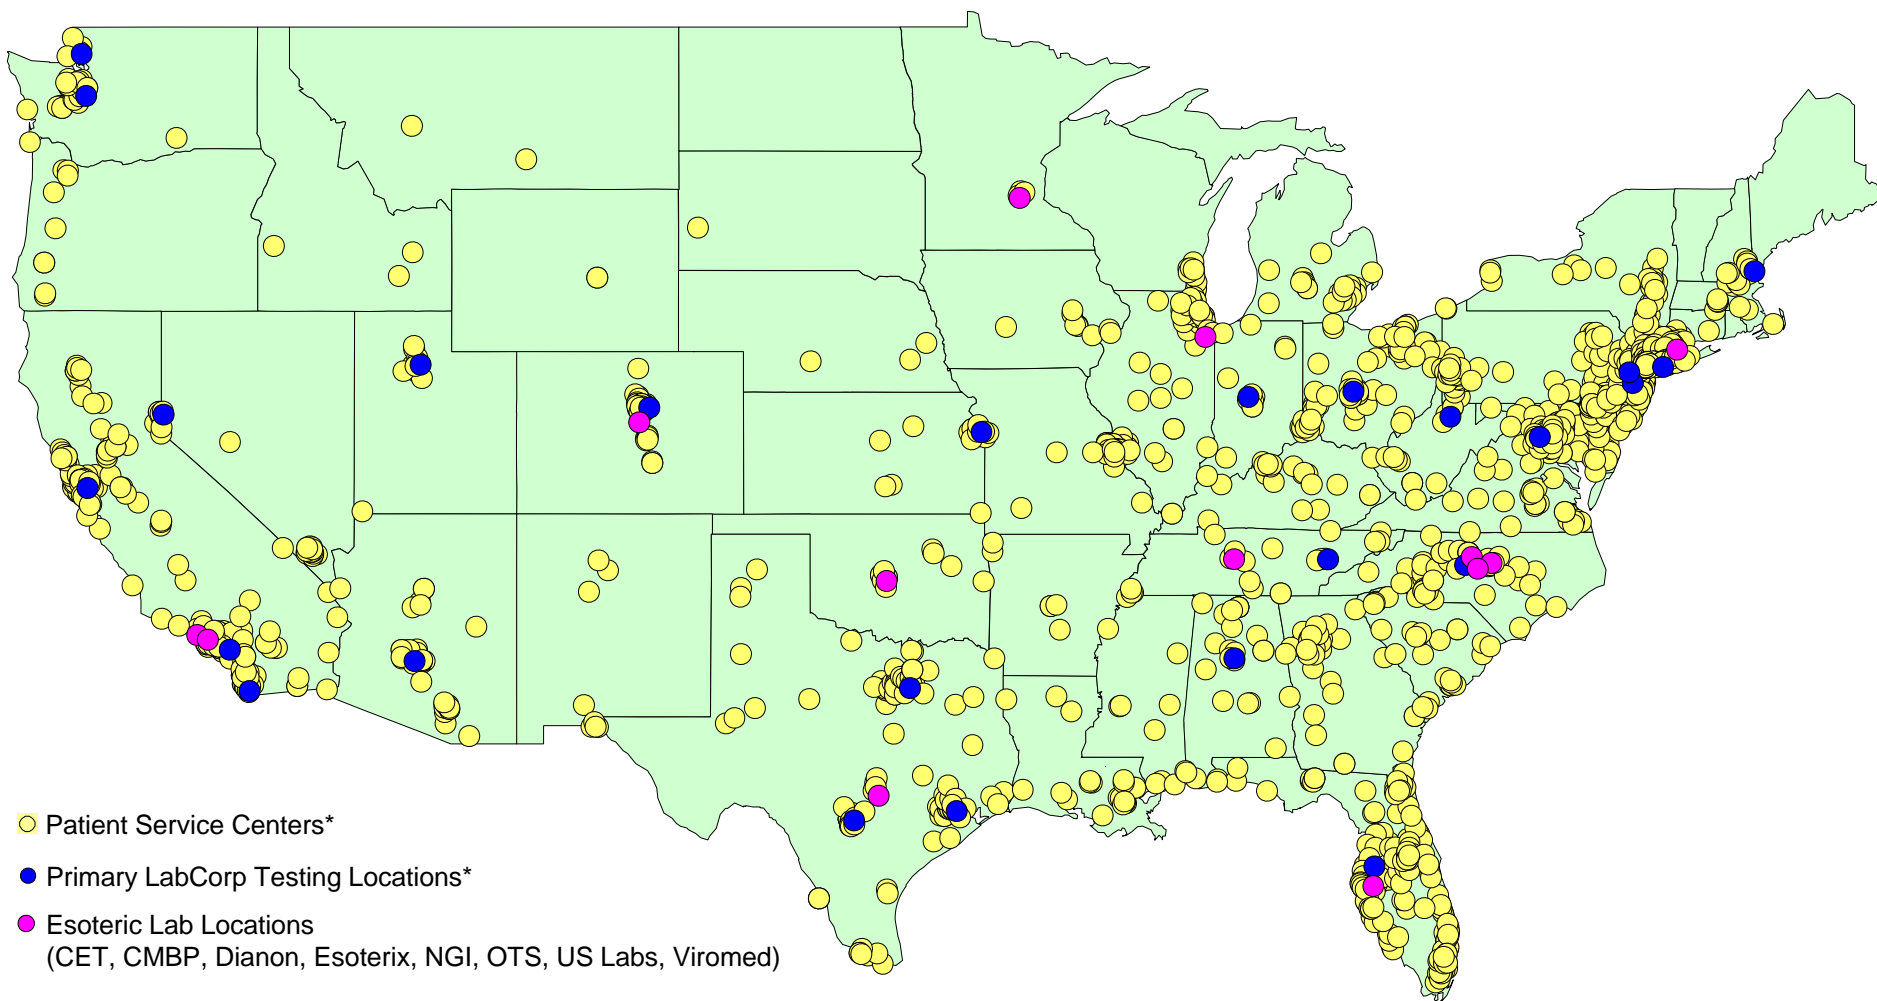 Patient Service Centers*
Primary LabCorp Testing Locations*
Esoteric Lab Locations
(CET, CMBP, Dianon, Esoterix, NGI, OTS, US Labs, Viromed)